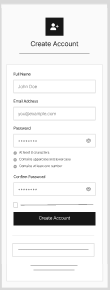 Create Account
Full Name
John Doe
Email Address
you@example.com
Password
••••••••
At least 8 characters
Contains uppercase and lowercase
Contains at least one number
Confirm Password
••••••••
Create Account